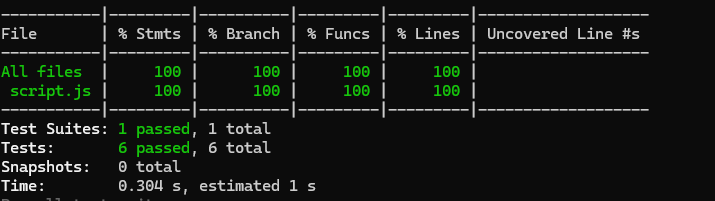 -----------|---------|----------|---------|---------|-------------------
File       | % Stmts | % Branch | % Funcs | % Lines | Uncovered Line #s
-----------|---------|----------|---------|---------|-------------------
All files  |     100 |      100 |     100 |     100 |
 script.js |     100 |      100 |     100 |     100 |
-----------|---------|----------|---------|---------|-------------------
Test Suites: 1 passed, 1 total
Tests:       6 passed, 6 total
Snapshots:   0 total
Time:        0.304 s, estimated 1 s